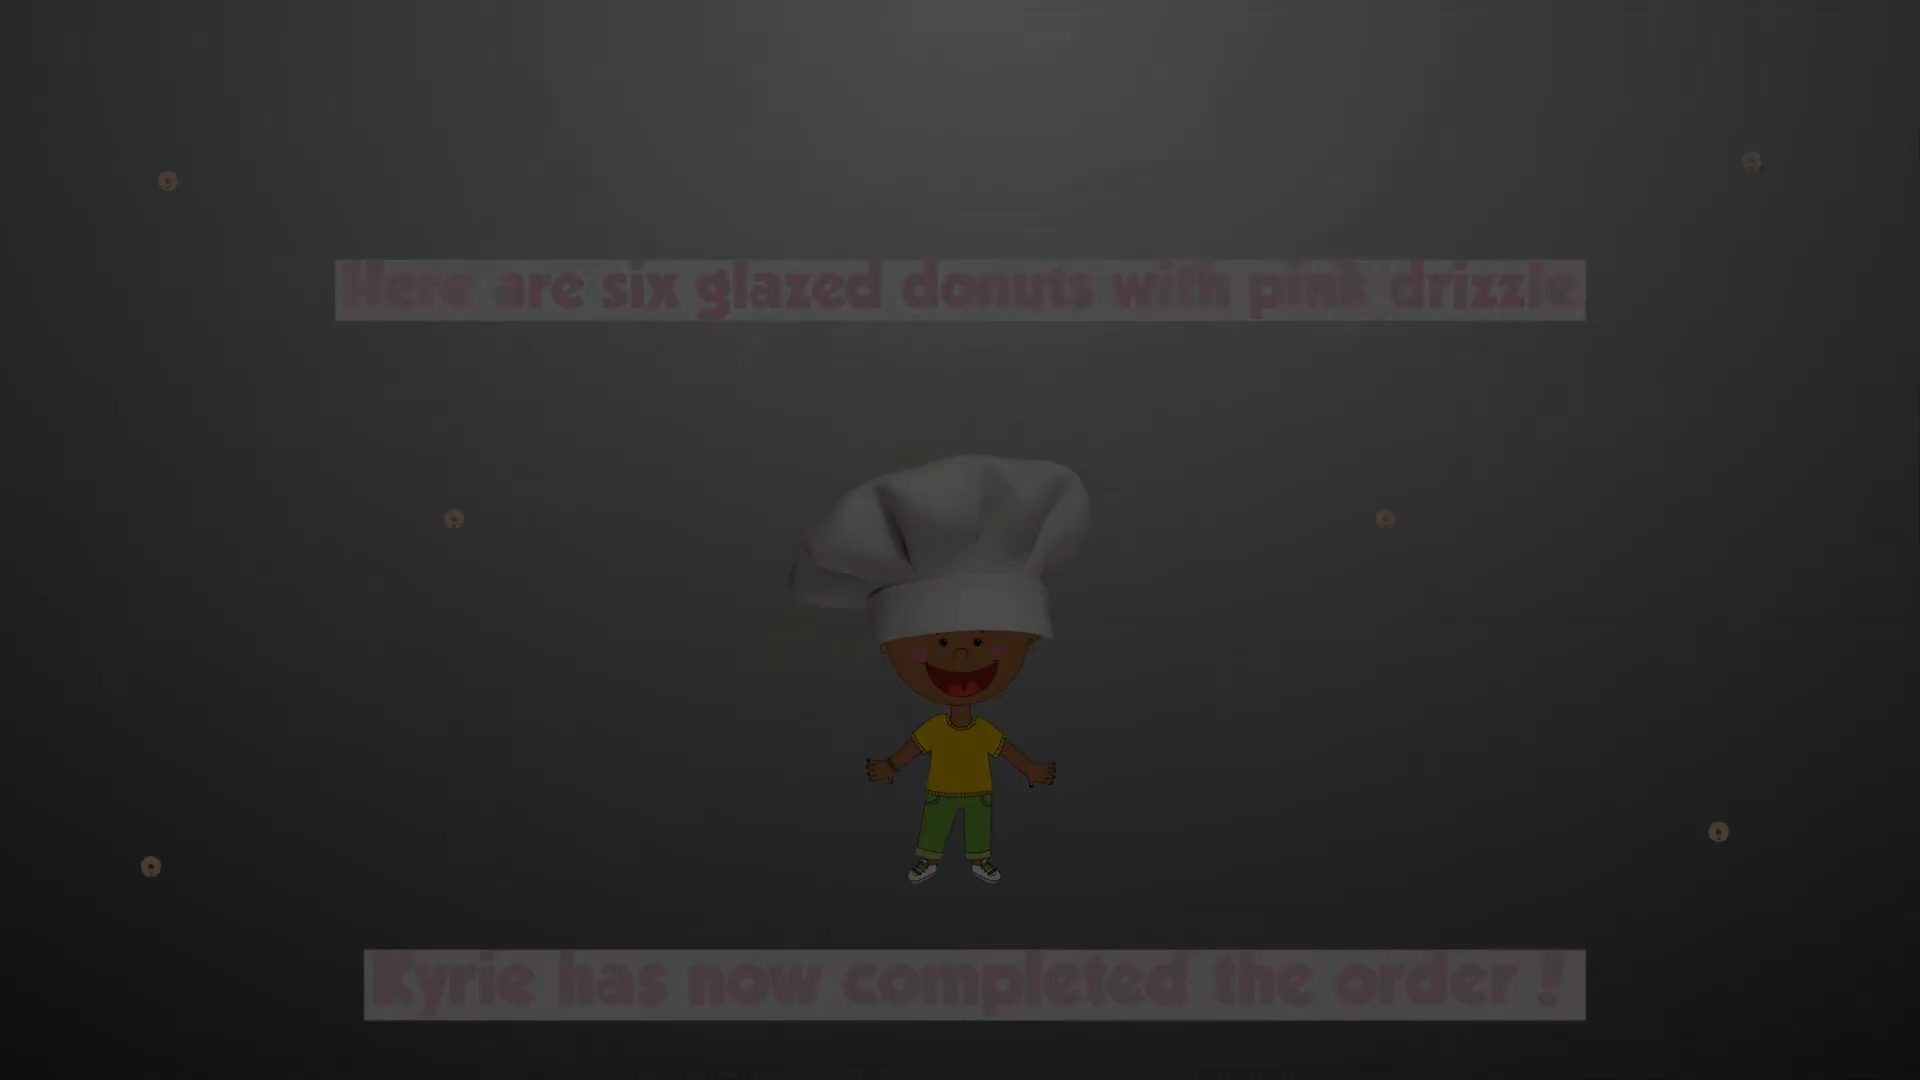 Here are six glazed donuts with pink drizzle.
Kyrie has now completed the order !